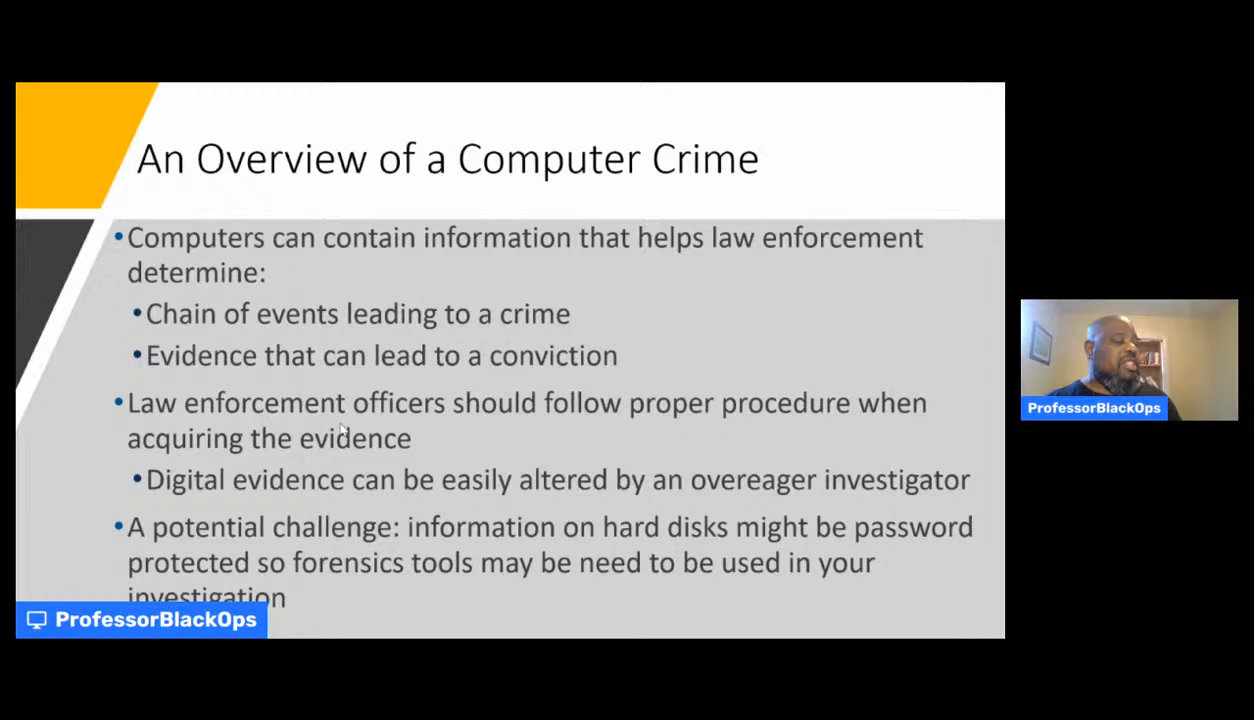 An Overview of a Computer Crime
• Computers can contain information that helps law enforcement
determine:
• Chain of events leading to a crime
• Evidence that can lead to a conviction
• Law enforcement officers should follow proper procedure when
acquiring the evidence
• Digital evidence can be easily altered by an overeager investigator
• A potential challenge: information on hard disks might be password
protected so forensics tools may be need to be used in your
investigation
ProfessorBlackOps
ProfessorBlackOps